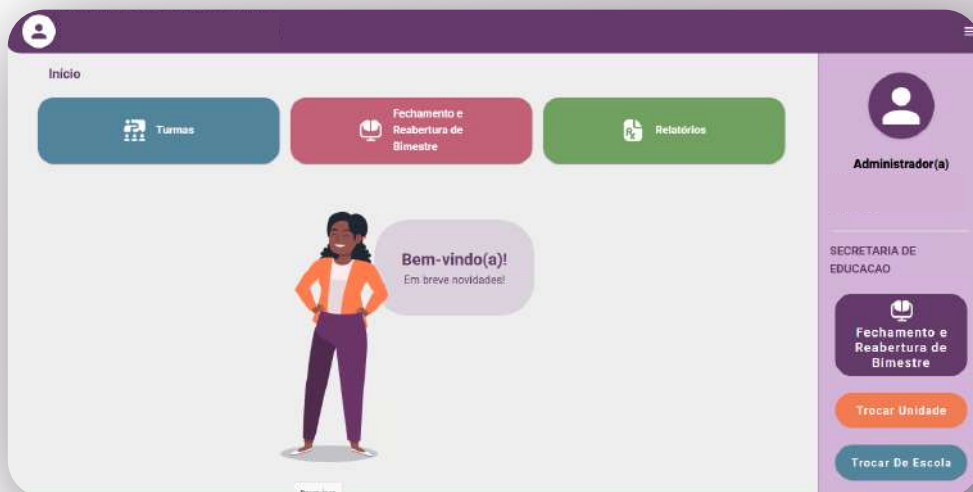 Início
Turmas
Fechamento e
Reabertura de
Bimestre
Relatórios
Bem-vindo(a)!
Em breve novidades!
Administrador(a)
SECRETARIA DE
EDUCACAO
Fechamento e
Reabertura de
Bimestre
Trocar Unidade
Trocar De Escola